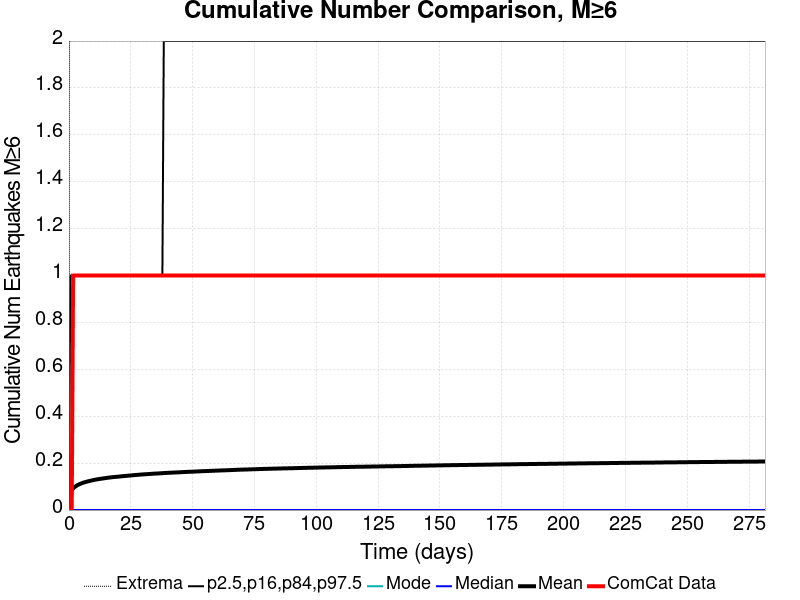 Cumulative Number Comparison, M≥6
Cumulative Num Earthquakes M≥6
2
1.8
1.6
1.4
1.2
1
0.8
0.6
0.4
0.2
0
0 25 50 75 100 125 150 175 200 225 250 275
Time (days)
Extrema p2.5,p16,p84,p97.5 Mode Median Mean ComCat Data